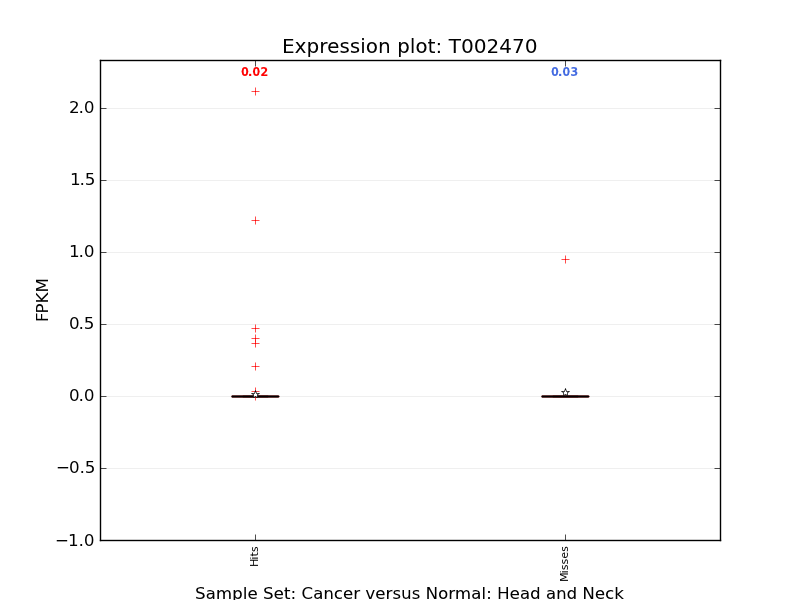 Expression plot: T002470
0.02
0.03
2.0
1.5
1.0
0.5
0.0
−0.5
−1.0
FPKM
Hits
Misses
Sample Set: Cancer versus Normal: Head and Neck